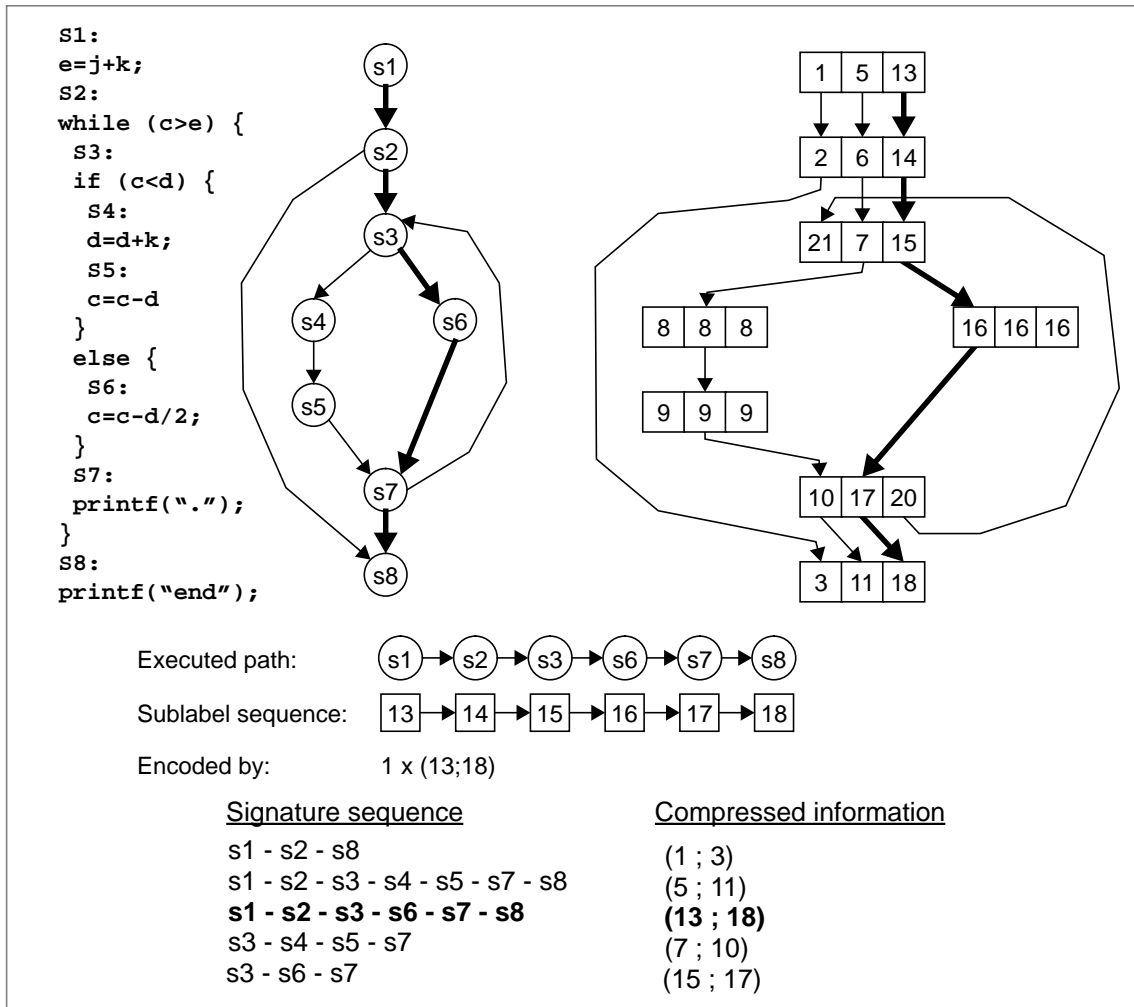 S1:
e=j+k;
S2:
while (c>e) {
S3:
if (c<d) {
S4:
d=d+k;
S5:
c=c-d
}
else {
S6:
c=c-d/2;
}
S7:
printf(“.”);
}
S8:
printf(“end”);
s1
s2
s3
s4
s6
s5
s7
s8
1 5 13
2 6 14
21 7 15
8 8 8
16 16 16
9 9 9
10 17 20
3 11 18
Executed path: s1 s2 s3 s6 s7 s8
Sublabel sequence: 13 14 15 16 17 18
Encoded by: 1 x (13;18)
Signature sequence Compressed information
s1 - s2 - s8 (1 ; 3)
s1 - s2 - s3 - s4 - s5 - s7 - s8 (5 ; 11)
s1 - s2 - s3 - s6 - s7 - s8 (13 ; 18)
s3 - s4 - s5 - s7 (7 ; 10)
s3 - s6 - s7 (15 ; 17)